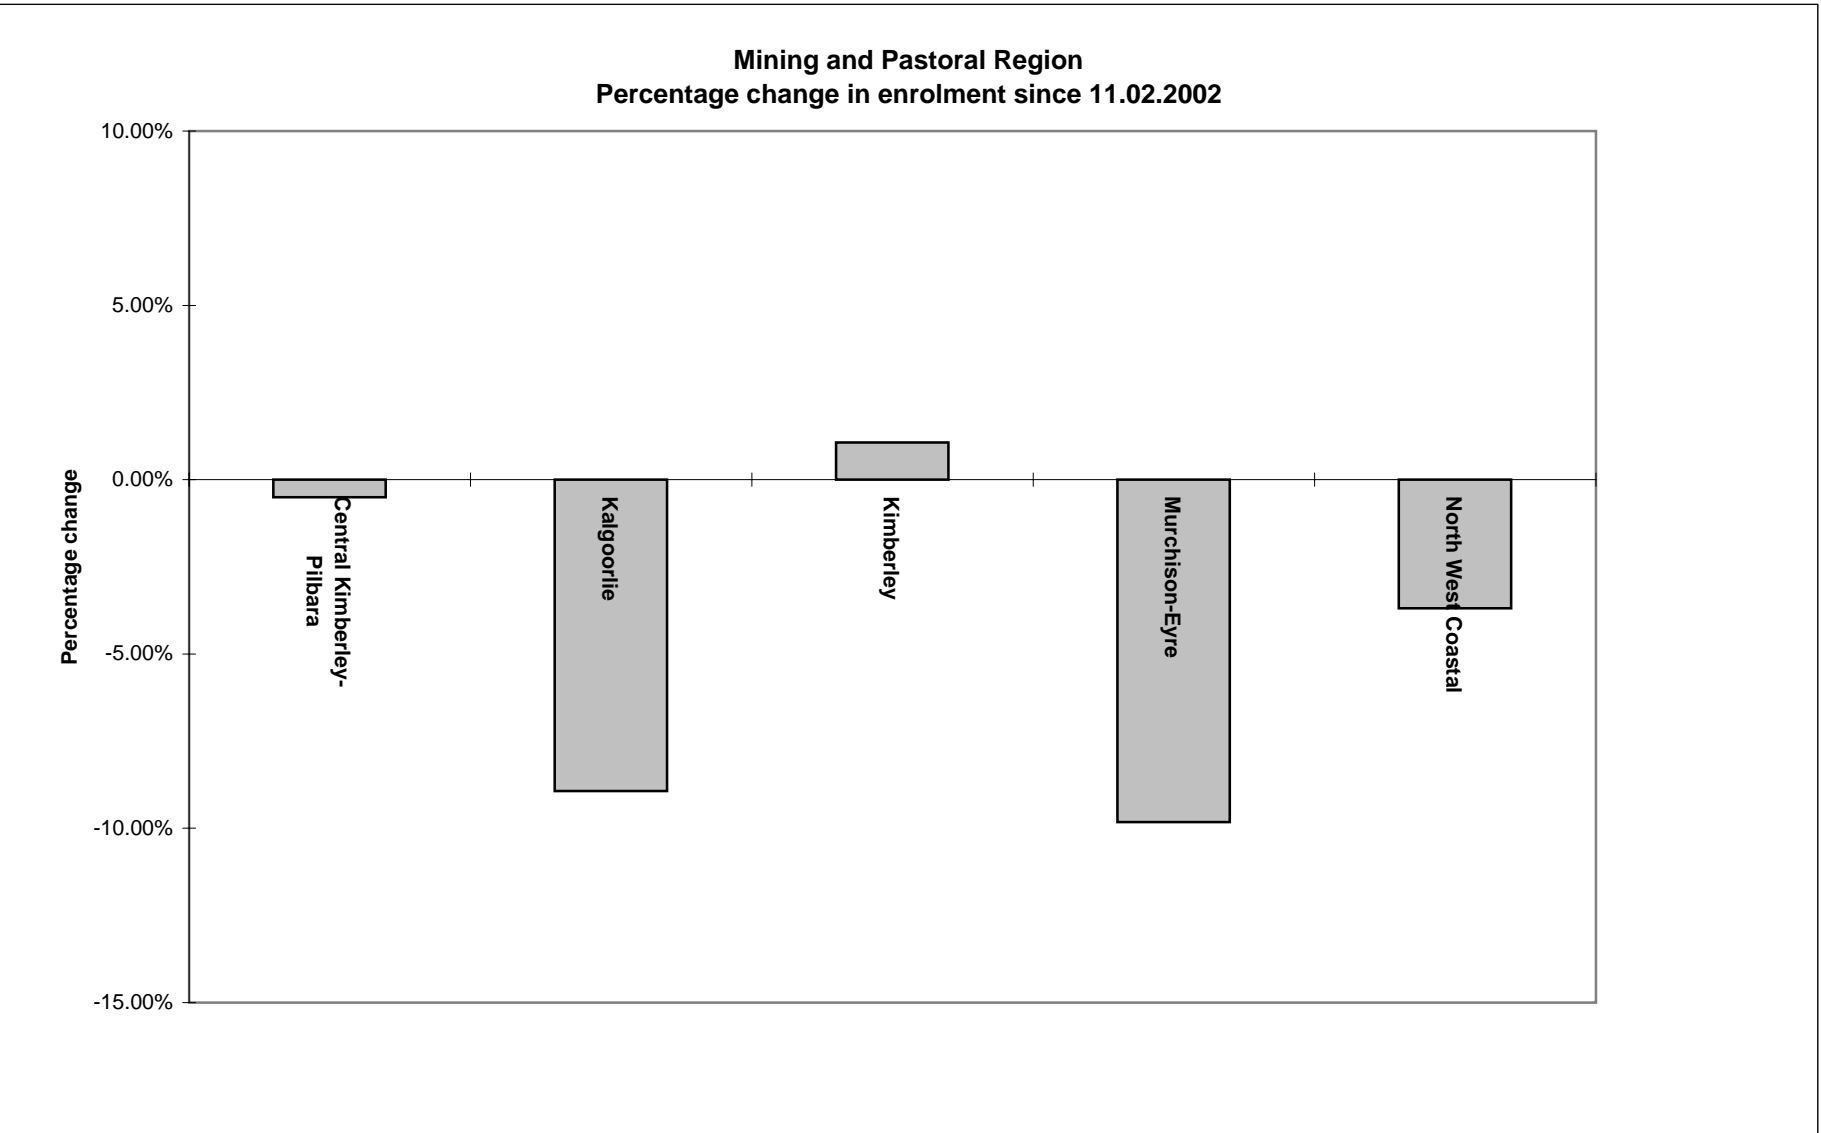 Mining and Pastoral Region
Percentage change in enrolment since 11.02.2002
10.00%
5.00%
0.00%
-5.00%
-10.00%
-15.00%
Percentage change
Central Kimberley-
Pilbara
Kalgoorlie
Kimberley
Murchison-Eyre
North West Coastal